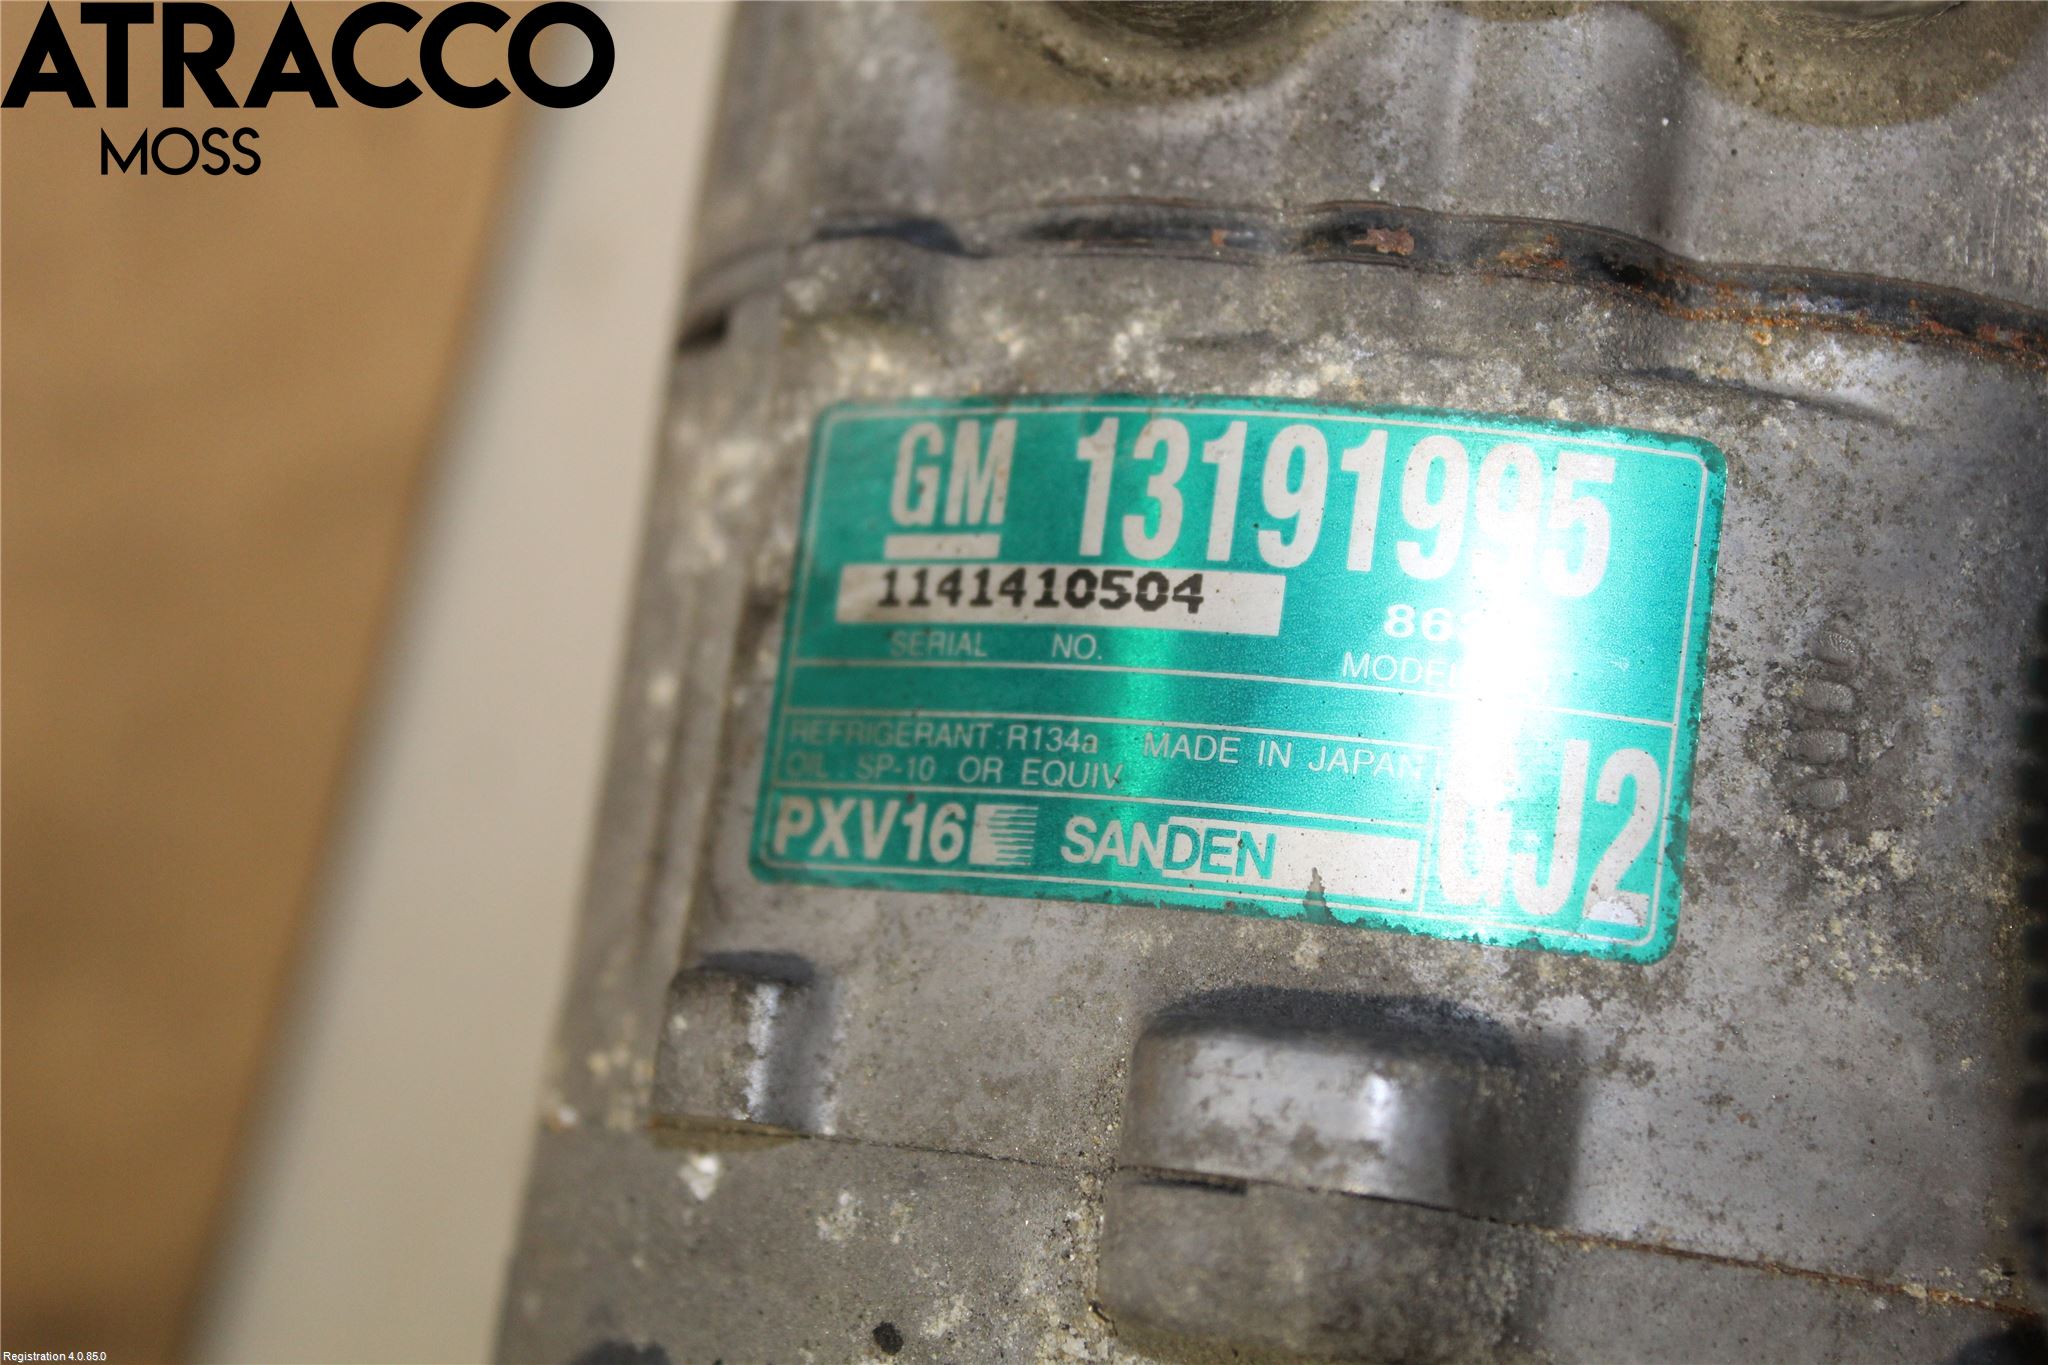 ATRACCO
MOSS
GM 13191995
1141410504
SERIAL NO.
REFRIGERANT: R134a MADE IN JAPAN
OIL : SP-10 OR EQUIV.
PXV16 SANDEN GJ2
Registration 4.0.85.0